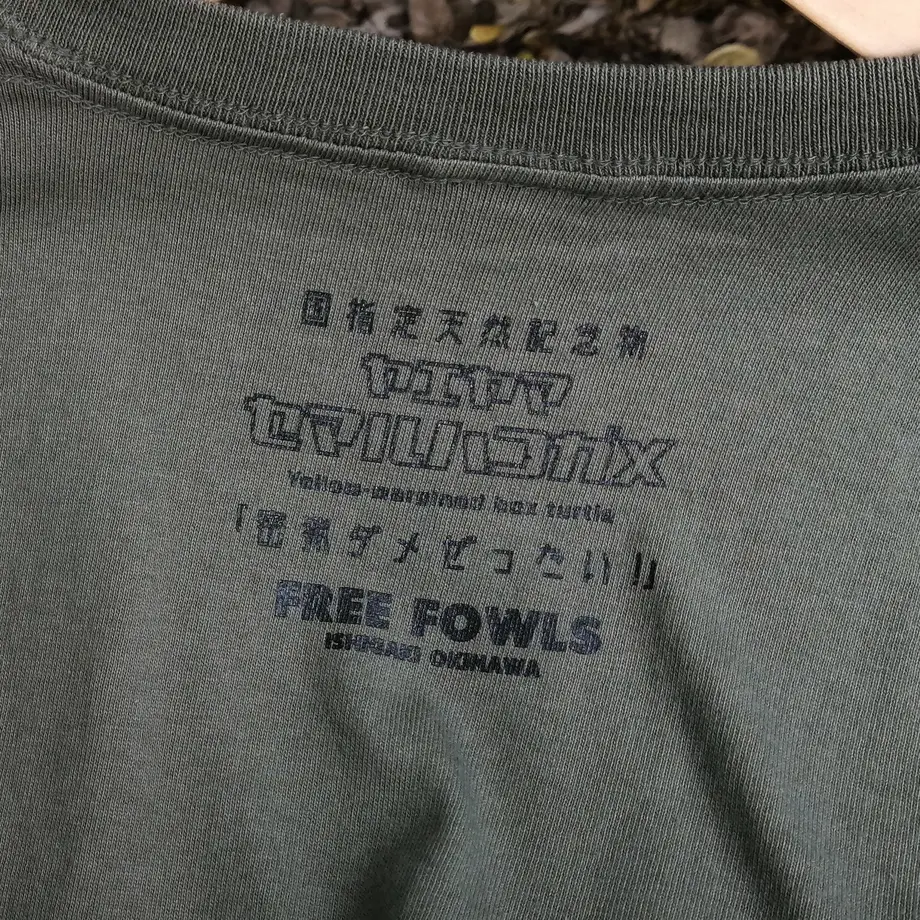 国指定天然記念物
ヤエヤマ
セマルハコガメ
Yellow-margined box turtle
「密猟ダメぜったい!!」
FREE FOWLS
ISHIGAKI OKINAWA